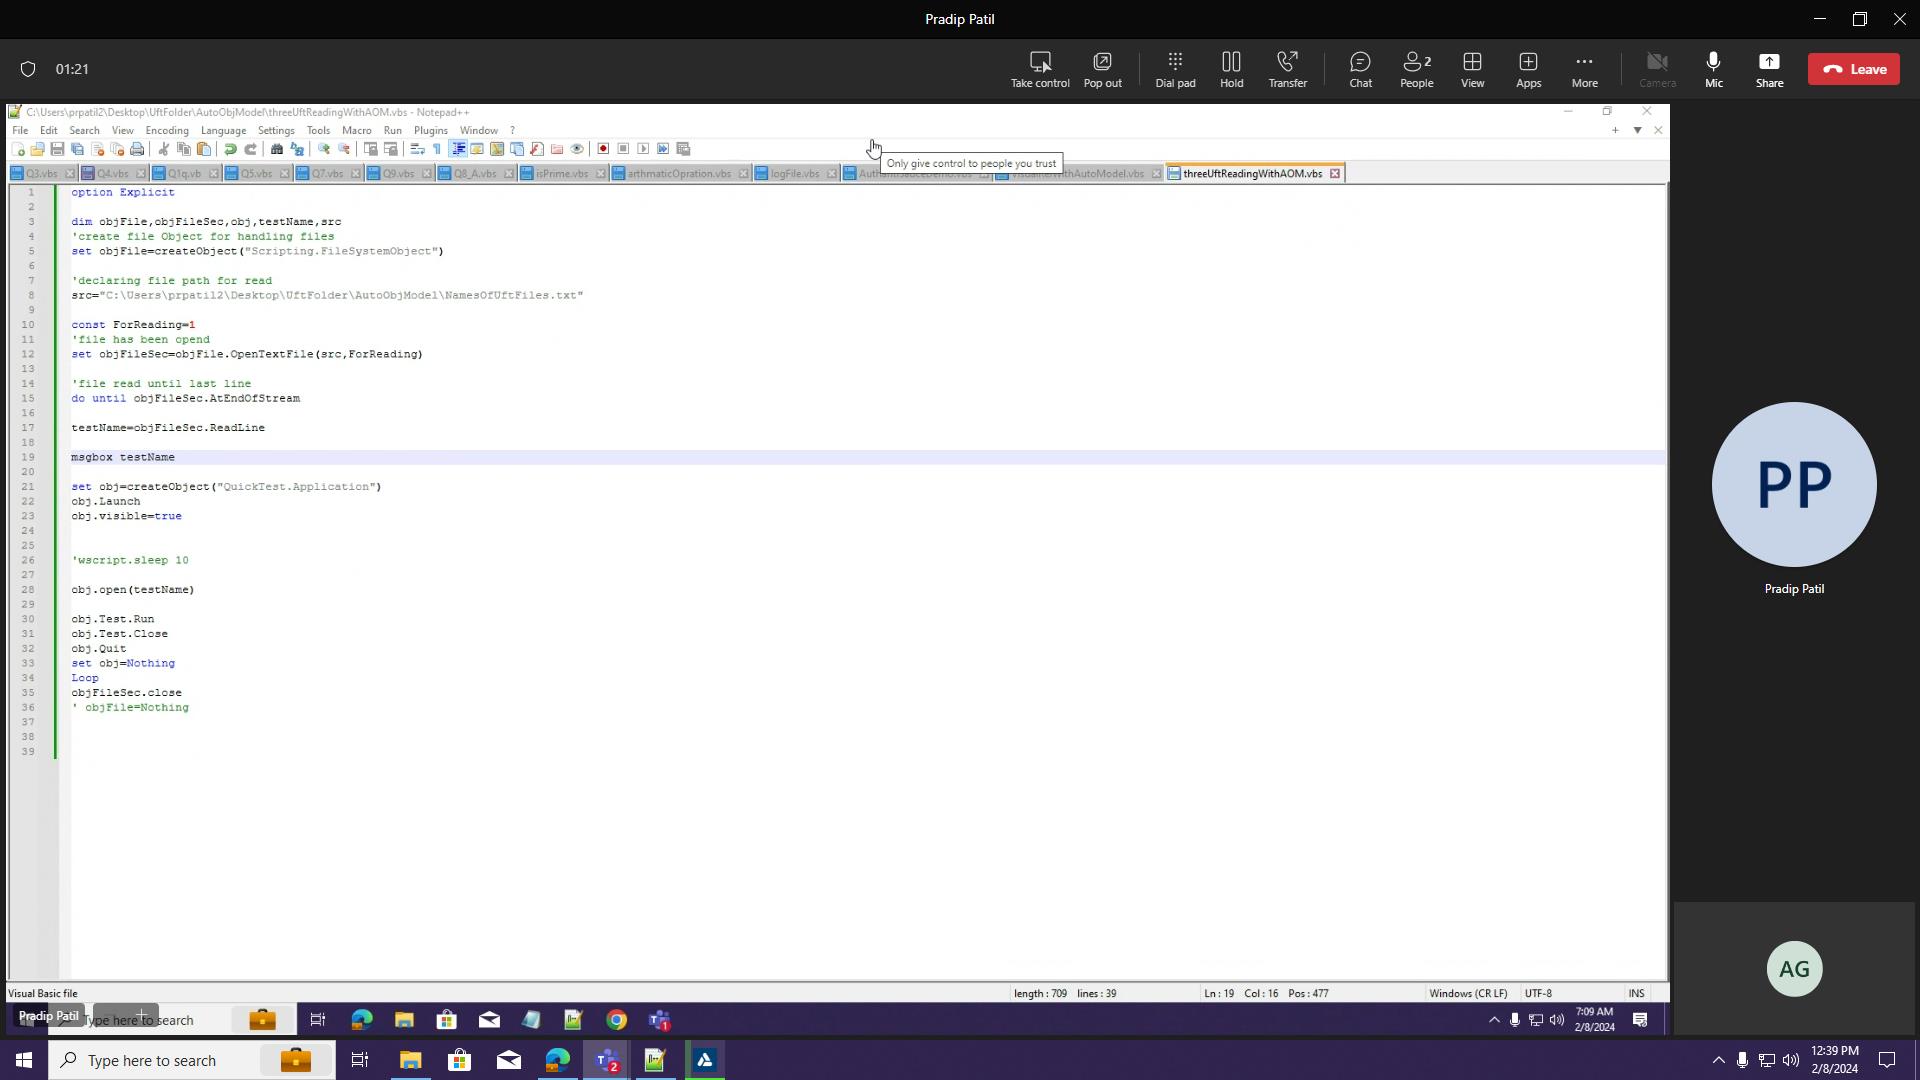 Pradip Patil
01:21
Take control
Pop out
Dial pad
Hold
Transfer
Chat
2
People
View
Apps
More
Camera
Mic
Share
Leave
C:\Users\prpatil2\Desktop\UftFolder\AutoObjModel\threeUftReadingWithAOM.vbs - Notepad++
File Edit Search View Encoding Language Settings Tools Macro Run Plugins Window ?
Only give control to people you trust
Q3.vbs Q4.vbs Q1q.vb Q5.vbs Q7.vbs Q9.vbs Q8_A.vbs isPrime.vbs arthmaticOpration.vbs logFile.vbs threeUftReadingWithAOM.vbs
1 option Explicit
2
3 dim objFile,objFileSec,obj,testName,src
4 'create file Object for handling files
5 set objFile=createObject("Scripting.FileSystemObject")
6
7 'declaring file path for read
8 src="C:\Users\prpatil2\Desktop\UftFolder\AutoObjModel\NamesOfUftFiles.txt"
9
10 const ForReading=1
11 'file has been opend
12 set objFileSec=objFile.OpenTextFile(src,ForReading)
13
14 'file read until last line
15 do until objFileSec.AtEndOfStream
16
17 testName=objFileSec.ReadLine
18
19 msgbox testName
20
21 set obj=createObject("QuickTest.Application")
22 obj.Launch
23 obj.visible=true
24
25
26 'wscript.sleep 10
27
28 obj.open(testName)
29
30 obj.Test.Run
31 obj.Test.Close
32 obj.Quit
33 set obj=Nothing
34 Loop
35 objFileSec.close
36 ' objFile=Nothing
37
38
39
PP
Pradip Patil
AG
Visual Basic file length : 709 lines : 39 Ln : 19 Col : 16 Pos : 477 Windows (CR LF) UTF-8 INS
Pradip Patil
Type here to search
1
7:09 AM
2/8/2024
Type here to search
2
12:39 PM
2/8/2024